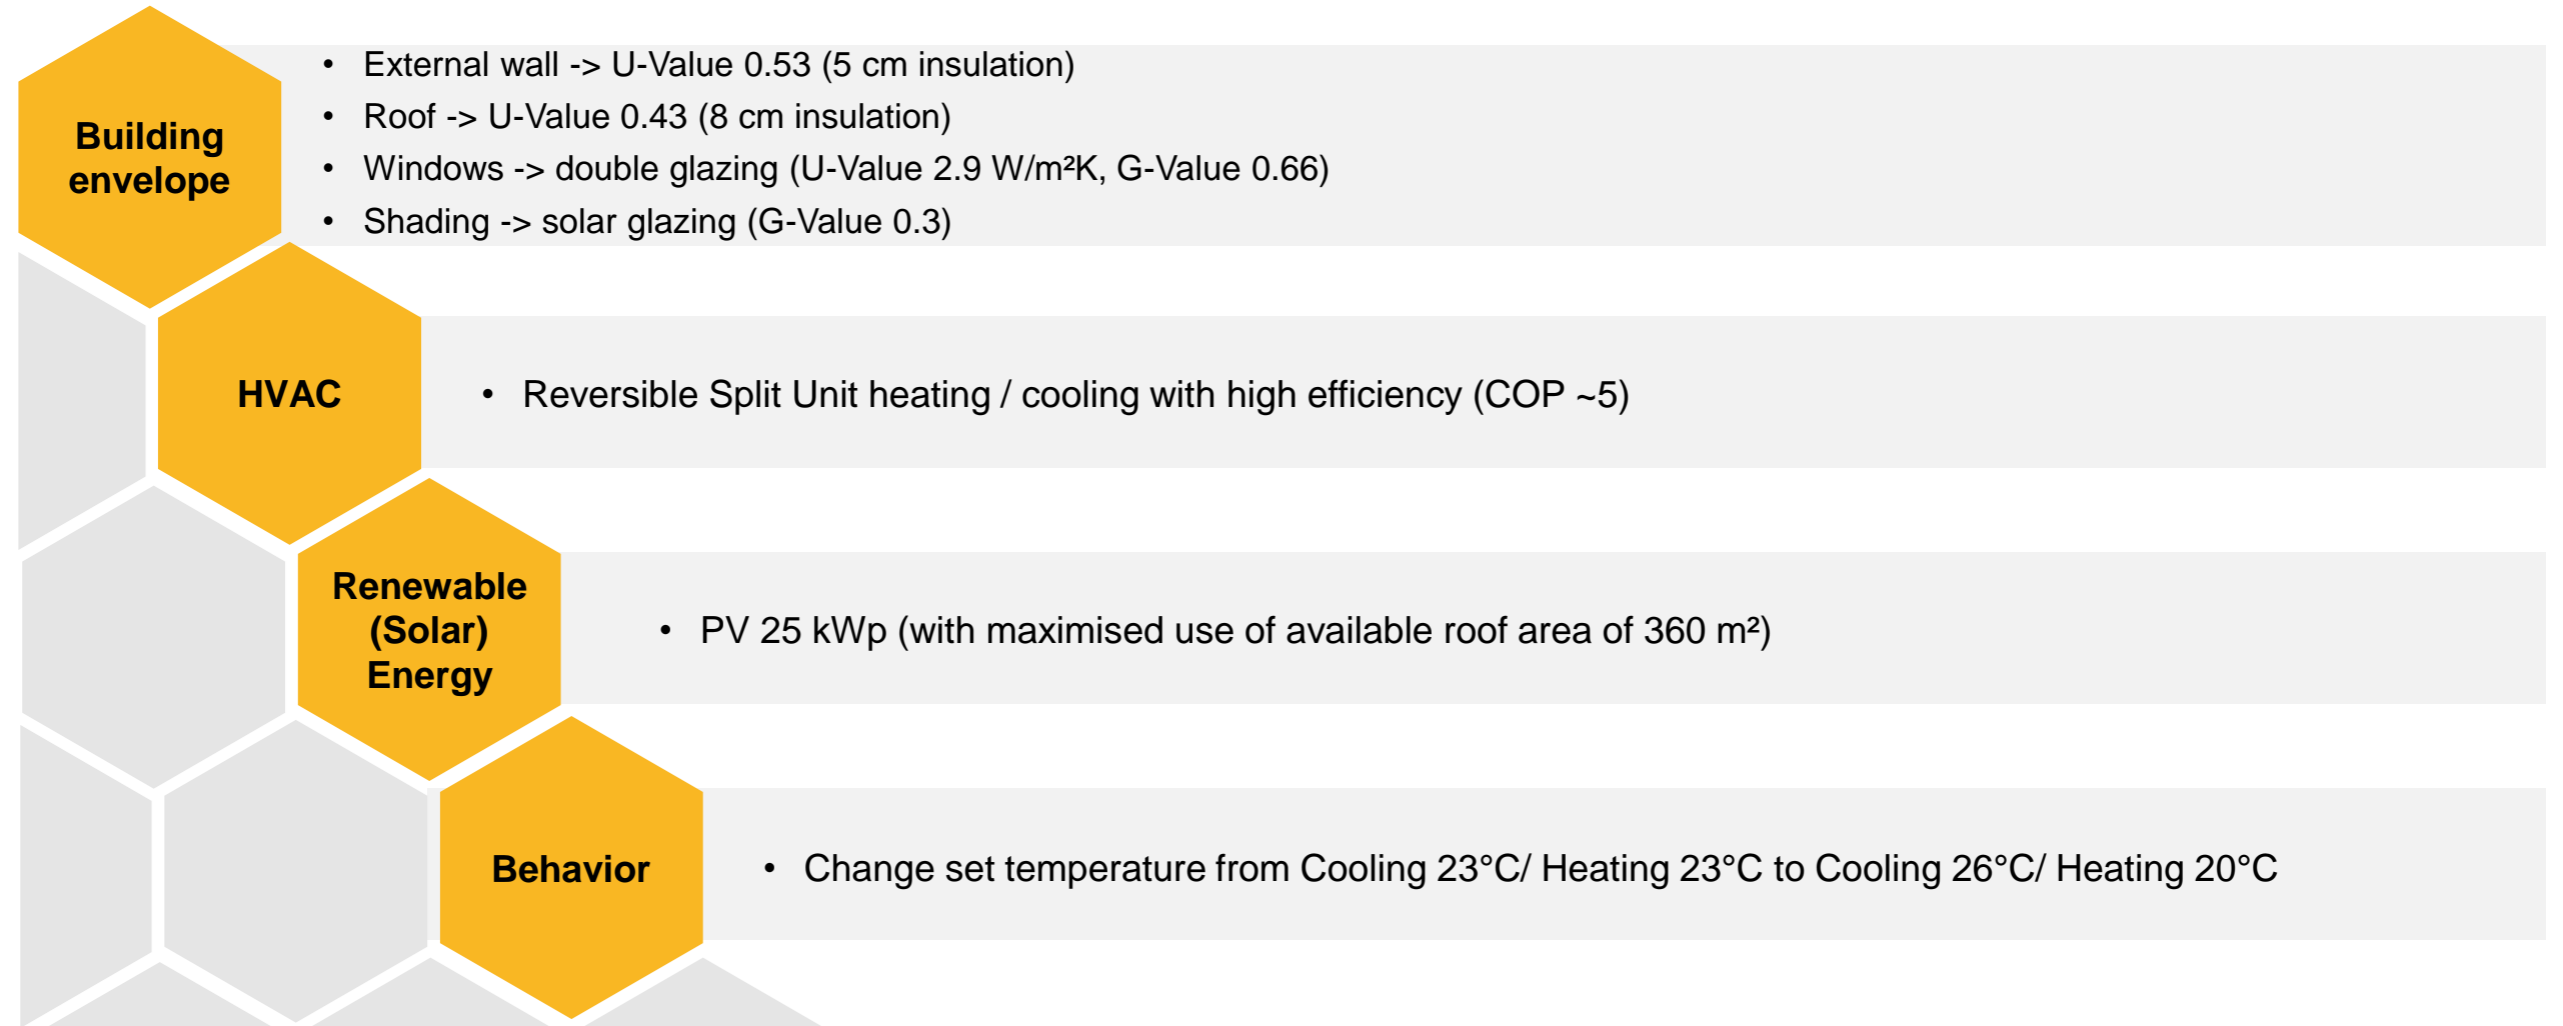 Building
envelope
• External wall -> U-Value 0.53 (5 cm insulation)
• Roof -> U-Value 0.43 (8 cm insulation)
• Windows -> double glazing (U-Value 2.9 W/m²K, G-Value 0.66)
• Shading -> solar glazing (G-Value 0.3)
HVAC
• Reversible Split Unit heating / cooling with high efficiency (COP ~5)
Renewable
(Solar)
Energy
• PV 25 kWp (with maximised use of available roof area of 360 m²)
Behavior
• Change set temperature from Cooling 23°C/ Heating 23°C to Cooling 26°C/ Heating 20°C